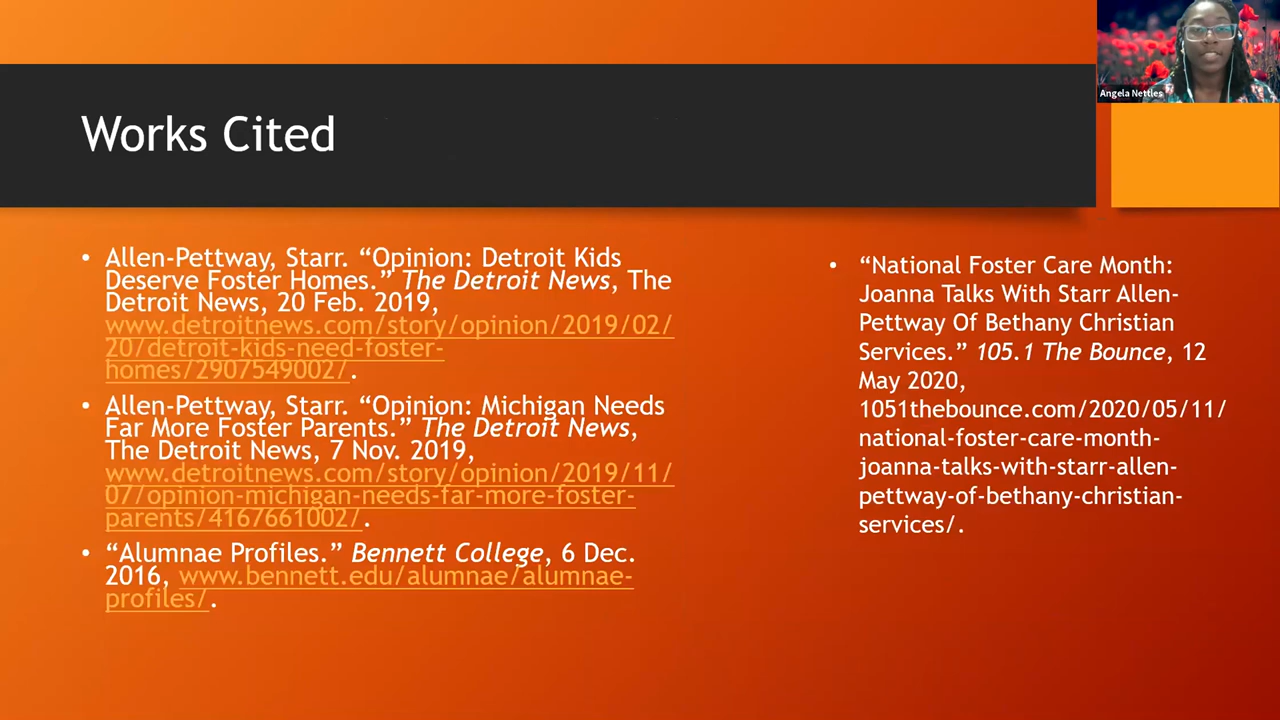 Works Cited
Angela Nettles
• Allen-Pettway, Starr. “Opinion: Detroit Kids
Deserve Foster Homes.” The Detroit News, The
Detroit News, 20 Feb. 2019,
www.detroitnews.com/story/opinion/2019/02/
20/detroit-kids-need-foster-
homes/2907549002/.
• Allen-Pettway, Starr. “Opinion: Michigan Needs
Far More Foster Parents.” The Detroit News,
The Detroit News, 7 Nov. 2019,
www.detroitnews.com/story/opinion/2019/11/
07/opinion-michigan-needs-far-more-foster-
parents/4167661002/.
• “Alumnae Profiles.” Bennett College, 6 Dec.
2016, www.bennett.edu/alumnae/alumnae-
profiles/.
• “National Foster Care Month:
Joanna Talks With Starr Allen-
Pettway Of Bethany Christian
Services.” 105.1 The Bounce, 12
May 2020,
1051thebounce.com/2020/05/11/
national-foster-care-month-
joanna-talks-with-starr-allen-
pettway-of-bethany-christian-
services/.